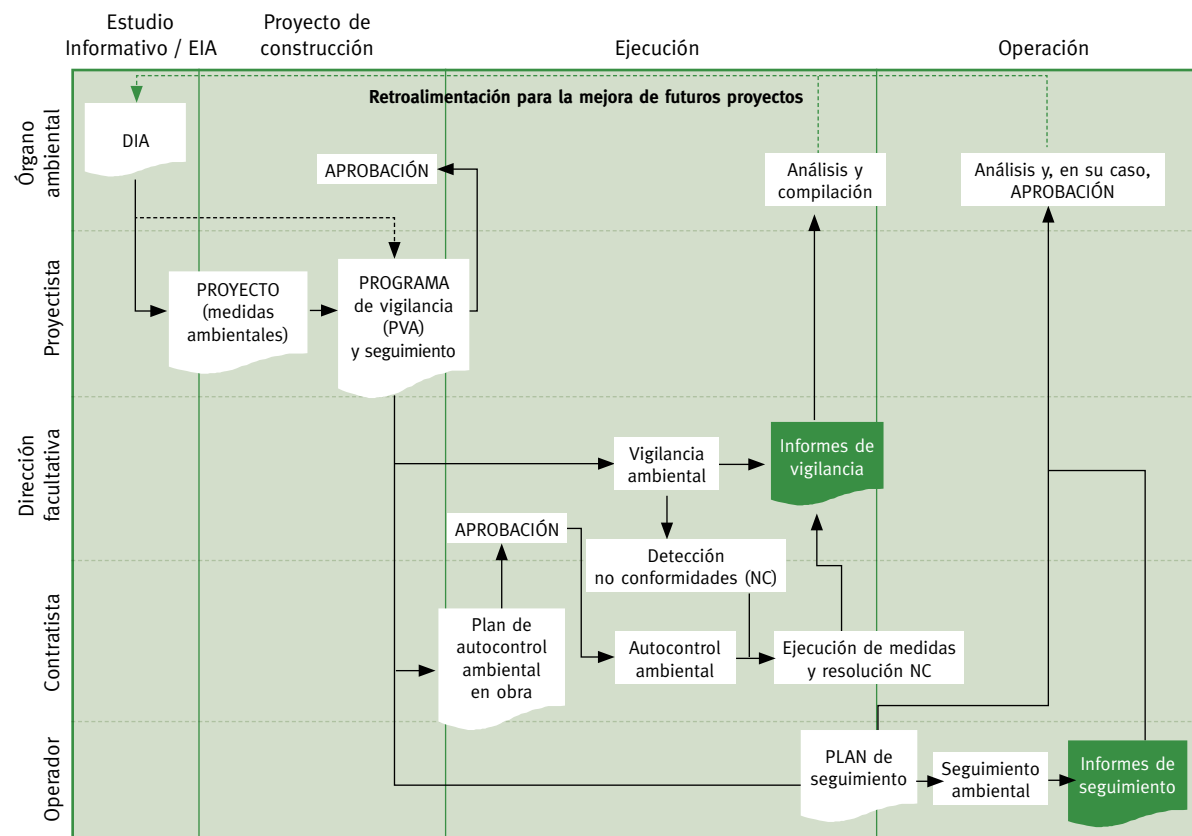 Estudio
Informativo / EIA
Proyecto de
construcción
Ejecución
Operación
Órgano
ambiental
Retroalimentación para la mejora de futuros proyectos
DIA
APROBACIÓN
Análisis y
compilación
Análisis y, en su caso,
APROBACIÓN
Proyectista
PROYECTO
(medidas
ambientales)
PROGRAMA
de vigilancia
(PVA)
y seguimiento
Dirección
facultativa
Vigilancia
ambiental
Informes de
vigilancia
APROBACIÓN
Detección
no conformidades (NC)
Contratista
Plan de
autocontrol
ambiental
en obra
Autocontrol
ambiental
Ejecución de medidas
y resolución NC
Operador
PLAN de
seguimiento
Seguimiento
ambiental
Informes de
seguimiento